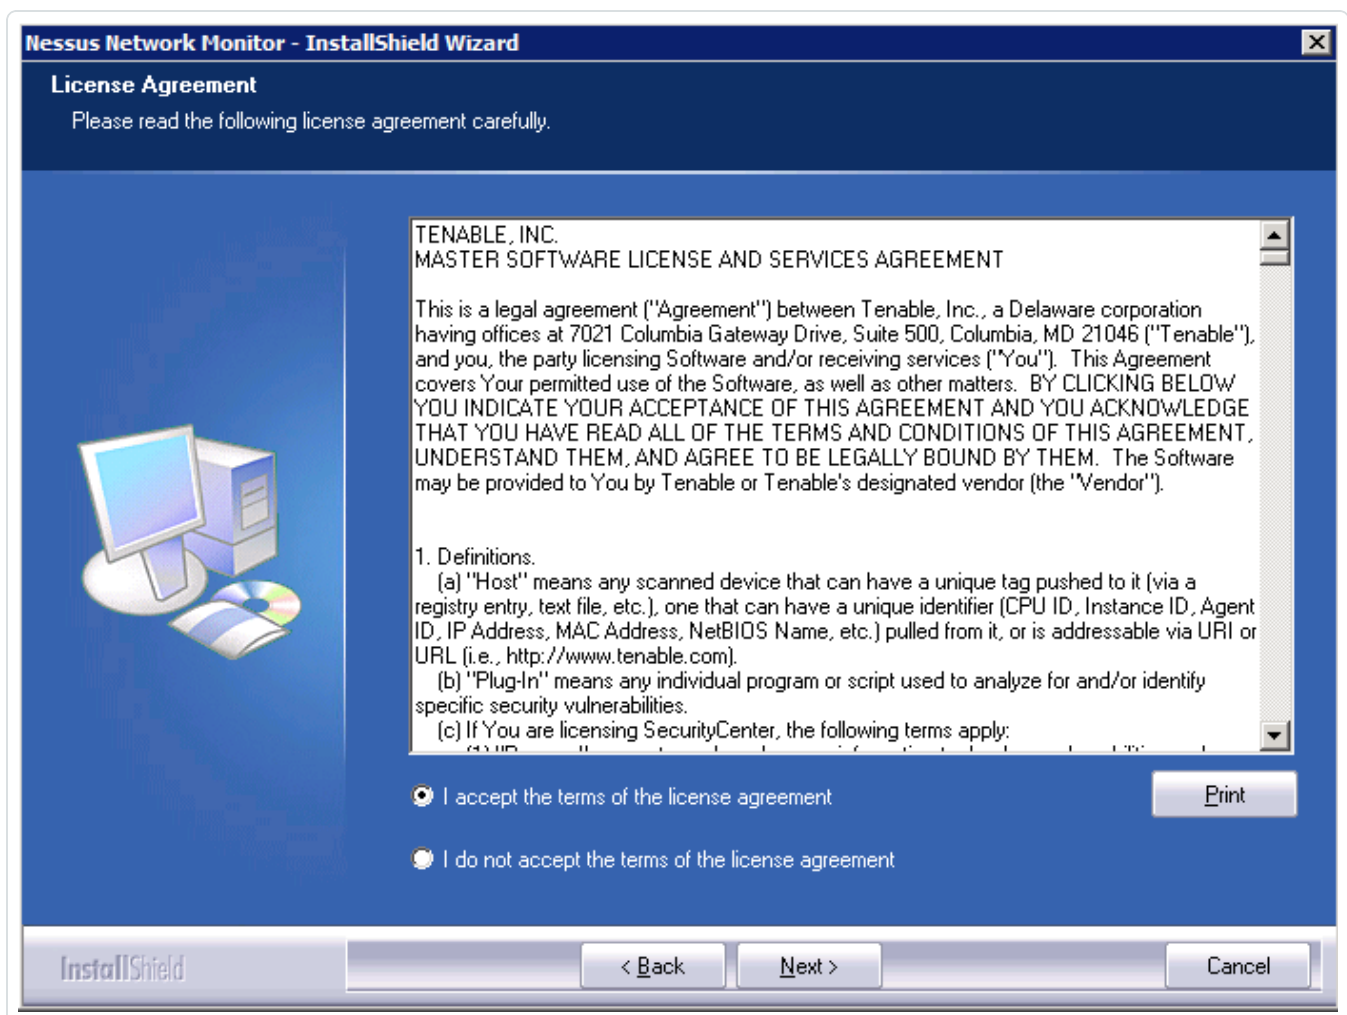 Nessus Network Monitor - InstallShield Wizard
License Agreement
Please read the following license agreement carefully.
TENABLE, INC.
MASTER SOFTWARE LICENSE AND SERVICES AGREEMENT
This is a legal agreement ("Agreement") between Tenable, Inc., a Delaware corporation
having offices at 7021 Columbia Gateway Drive, Suite 500, Columbia, MD 21046 ("Tenable"),
and you, the party licensing Software and/or receiving services ("You").  This Agreement
covers Your permitted use of the Software, as well as other matters.  BY CLICKING BELOW
YOU INDICATE YOUR ACCEPTANCE OF THIS AGREEMENT AND YOU ACKNOWLEDGE
THAT YOU HAVE READ ALL OF THE TERMS AND CONDITIONS OF THIS AGREEMENT,
UNDERSTAND THEM, AND AGREE TO BE LEGALLY BOUND BY THEM.  The Software
may be provided to You by Tenable or Tenable's designated vendor (the "Vendor").
1. Definitions.
(a) "Host" means any scanned device that can have a unique tag pushed to it (via a
registry entry, text file, etc.), one that can have a unique identifier (CPU ID, Instance ID, Agent
ID, IP Address, MAC Address, NetBIOS Name, etc.) pulled from it, or is addressable via URI or
URL (i.e., http://www.tenable.com).
(b) "Plug-In" means any individual program or script used to analyze for and/or identify
specific security vulnerabilities.
(c) If You are licensing SecurityCenter, the following terms apply:
I accept the terms of the license agreement
Print
I do not accept the terms of the license agreement
InstallShield
< Back
Next >
Cancel